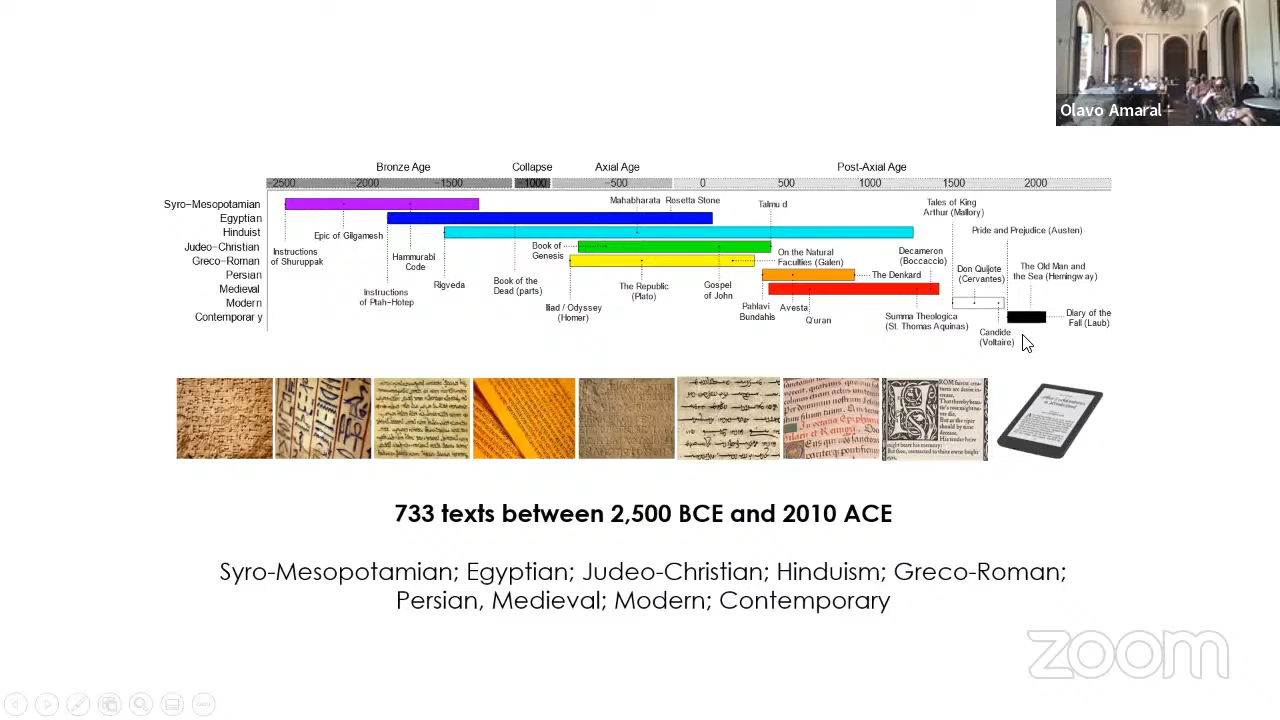 Olavo Amaral
Bronze Age Collapse Axial Age Post-Axial Age
−2500 −2000 −1500 −1000 −500 0 500 1000 1500 2000
Syro−Mesopotamian
Egyptian
Hinduist
Judeo−Christian
Greco−Roman
Persian
Medieval
Modern
Contemporary
Instructions
of Shuruppak
Epic of Gilgamesh
Instructions
of Ptah−Hotep
Hammurabi
Code
Rigveda
Book of the
Dead (parts)
Book of
Genesis
Iliad / Odyssey
(Homer)
Mahabharata
The Republic
(Plato)
Rosetta Stone
Gospel
of John
Talmu d
On the Natural
Faculties (Galen)
Pahlavi
Bundahis
Avesta
Q'uran
The Denkard
Decameron
(Boccaccio)
Summa Theologica
(St. Thomas Aquinas)
Tales of King
Arthur (Mallory)
Pride and Prejudice (Austen)
Don Quijote
(Cervantes)
Candide
(Voltaire)
The Old Man and
the Sea (Hemingway)
Diary of the
Fall (Laub)
733 texts between 2,500 BCE and 2010 ACE
Syro-Mesopotamian; Egyptian; Judeo-Christian; Hinduism; Greco-Roman;
Persian, Medieval; Modern; Contemporary
zoom